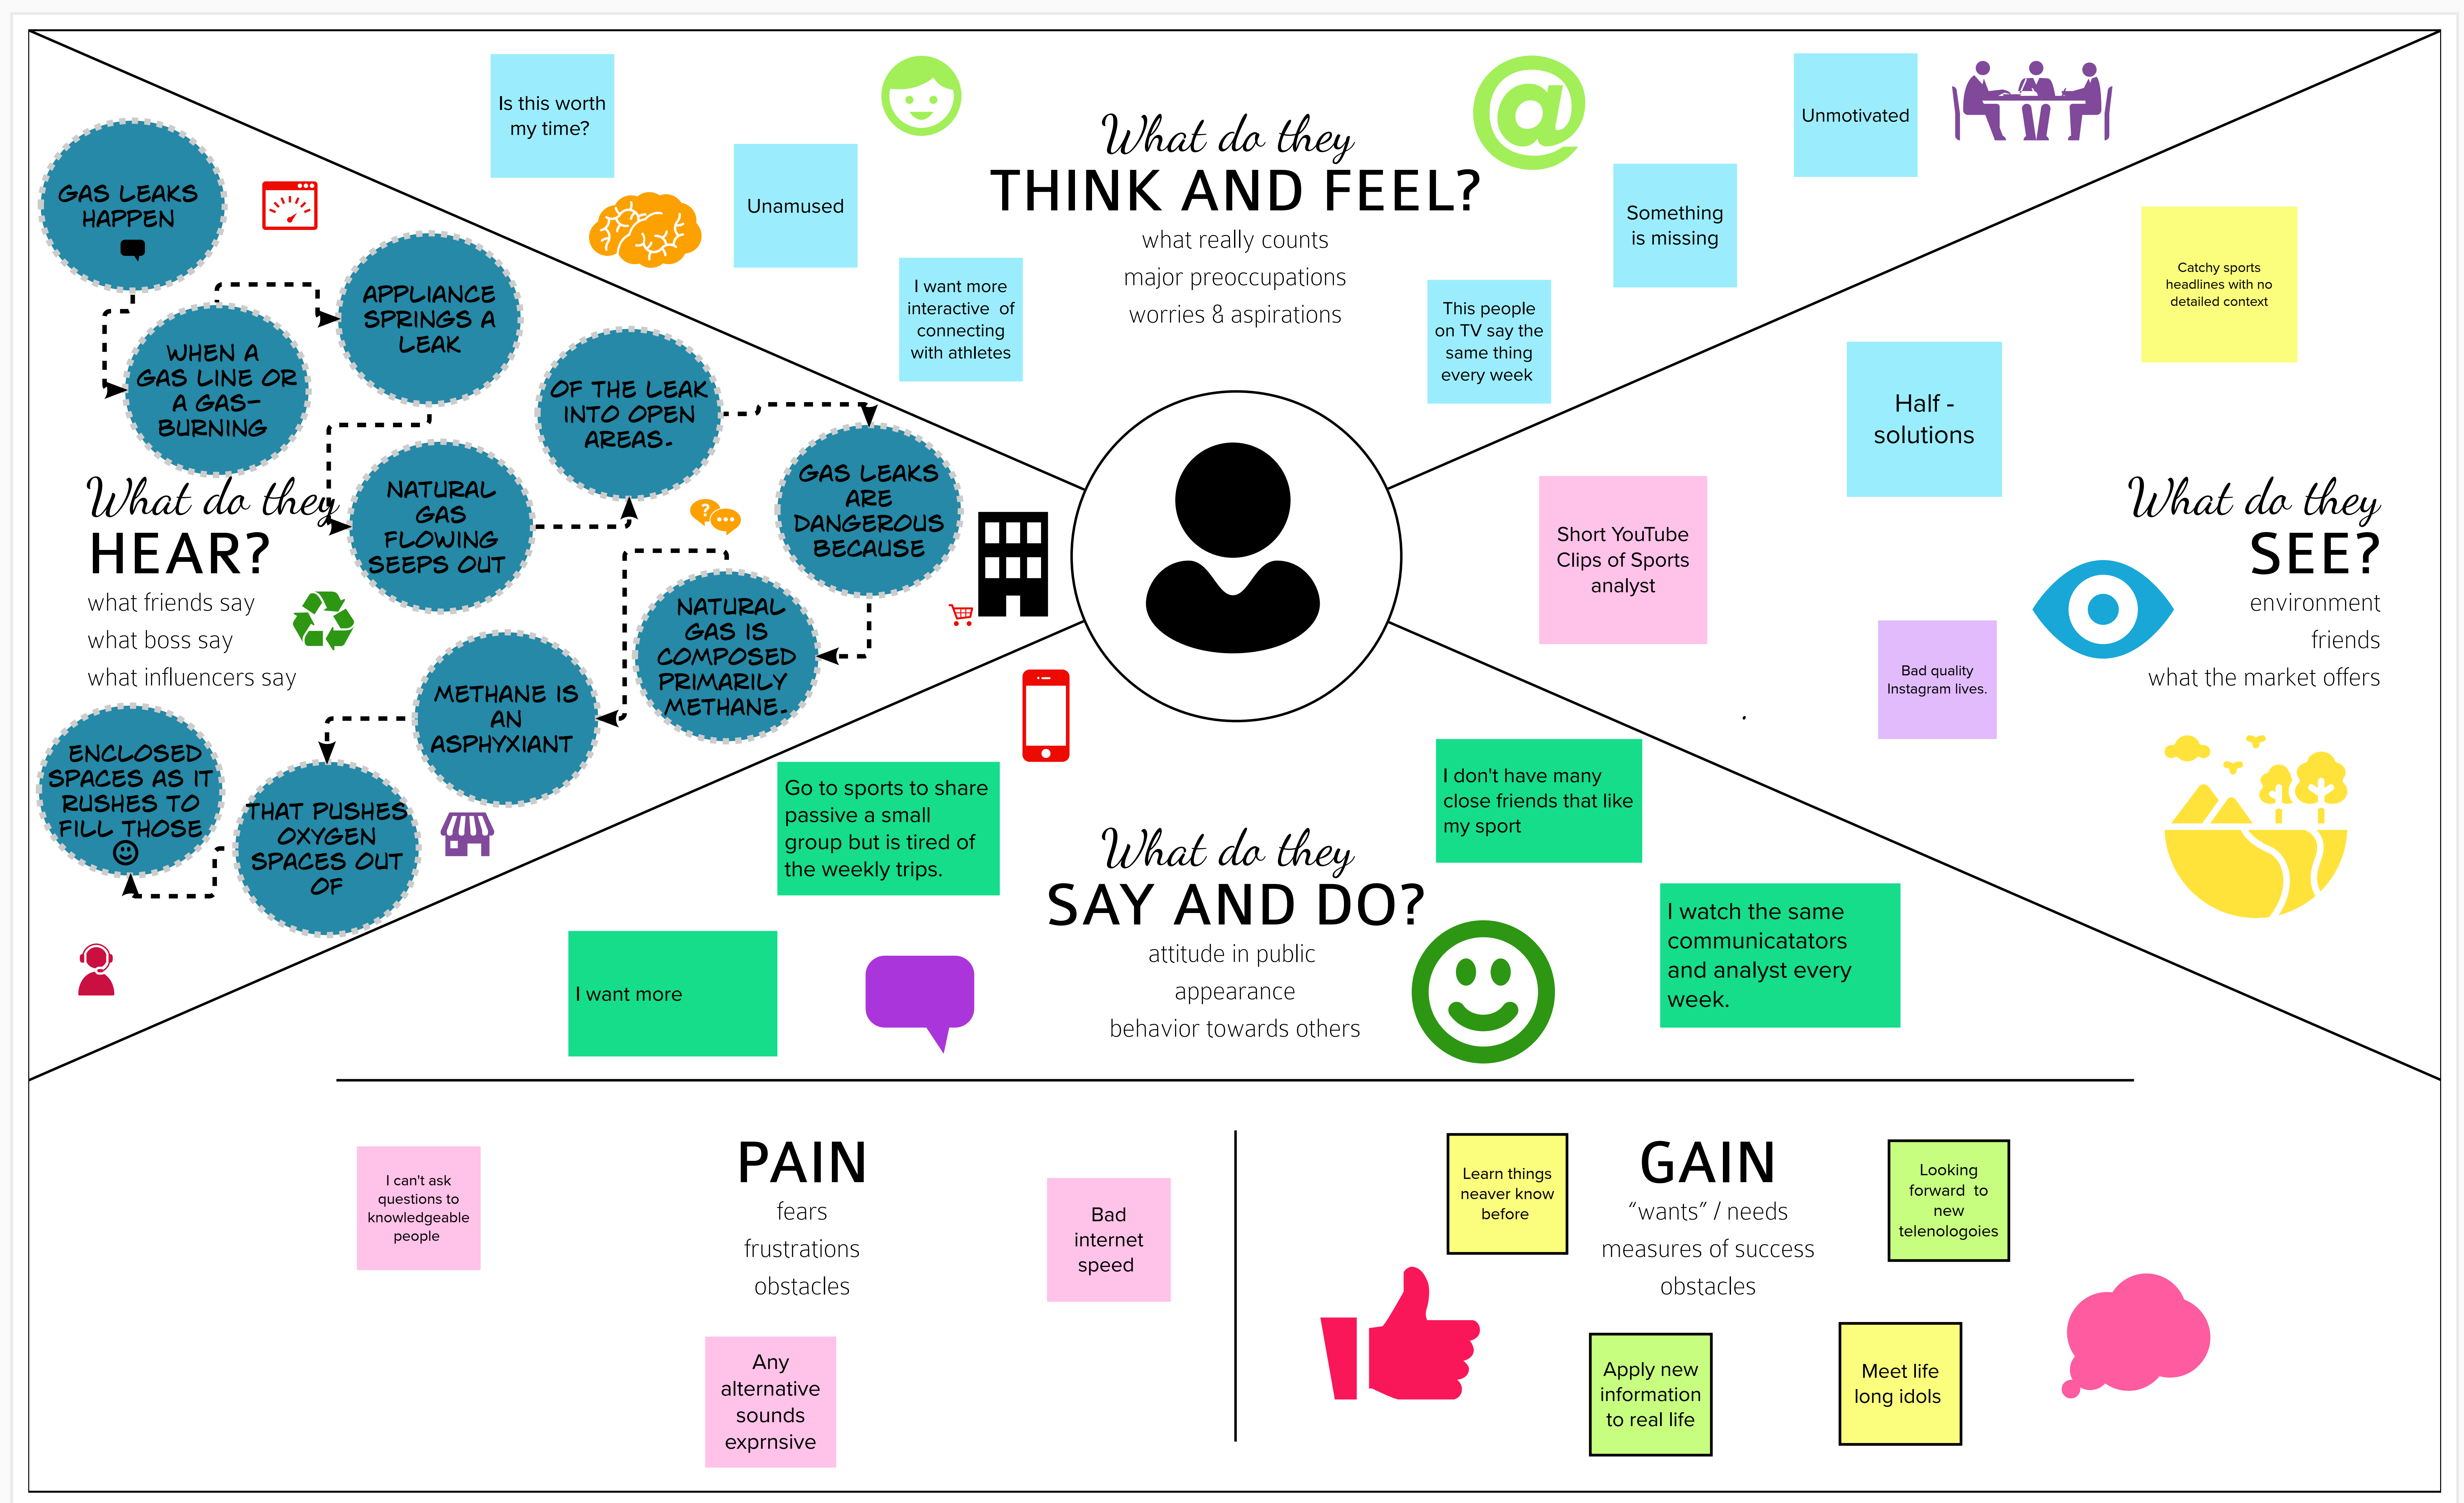 Is this worth
my time?
Unamused
I want more
interactive of
connecting
with athletes
What do they
THINK AND FEEL?
what really counts
major preoccupations
worries & aspirations
This people
on TV say the
same thing
every week
Something
is missing
Unmotivated
GAS LEAKS
HAPPEN
WHEN A
GAS LINE OR
A GAS-
BURNING
APPLIANCE
SPRINGS A
LEAK
NATURAL
GAS
FLOWING
SEEPS OUT
OF THE LEAK
INTO OPEN
AREAS.
GAS LEAKS
ARE
DANGEROUS
BECAUSE
NATURAL
GAS IS
COMPOSED
PRIMARILY
METHANE.
METHANE IS
AN
ASPHYXIANT
THAT PUSHES
OXYGEN
SPACES OUT
OF
ENCLOSED
SPACES AS IT
RUSHES TO
FILL THOSE
What do they
HEAR?
what friends say
what boss say
what influencers say
?
@
Catchy sports
headlines with no
detailed context
Half -
solutions
Short YouTube
Clips of Sports
analyst
Bad quality
Instagram lives.
What do they
SEE?
environment
friends
what the market offers
.
Go to sports to share
passive a small
group but is tired of
the weekly trips.
I want more
What do they
SAY AND DO?
attitude in public
appearance
behavior towards others
I don't have many
close friends that like
my sport
I watch the same
communicatators
and analyst every
week.
I can't ask
questions to
knowledgeable
people
PAIN
fears
frustrations
obstacles
Bad
internet
speed
Any
alternative
sounds
exprnsive
Learn things
neaver know
before
GAIN
“wants” / needs
measures of success
obstacles
Looking
forward to
new
telenologoies
Apply new
information
to real life
Meet life
long idols